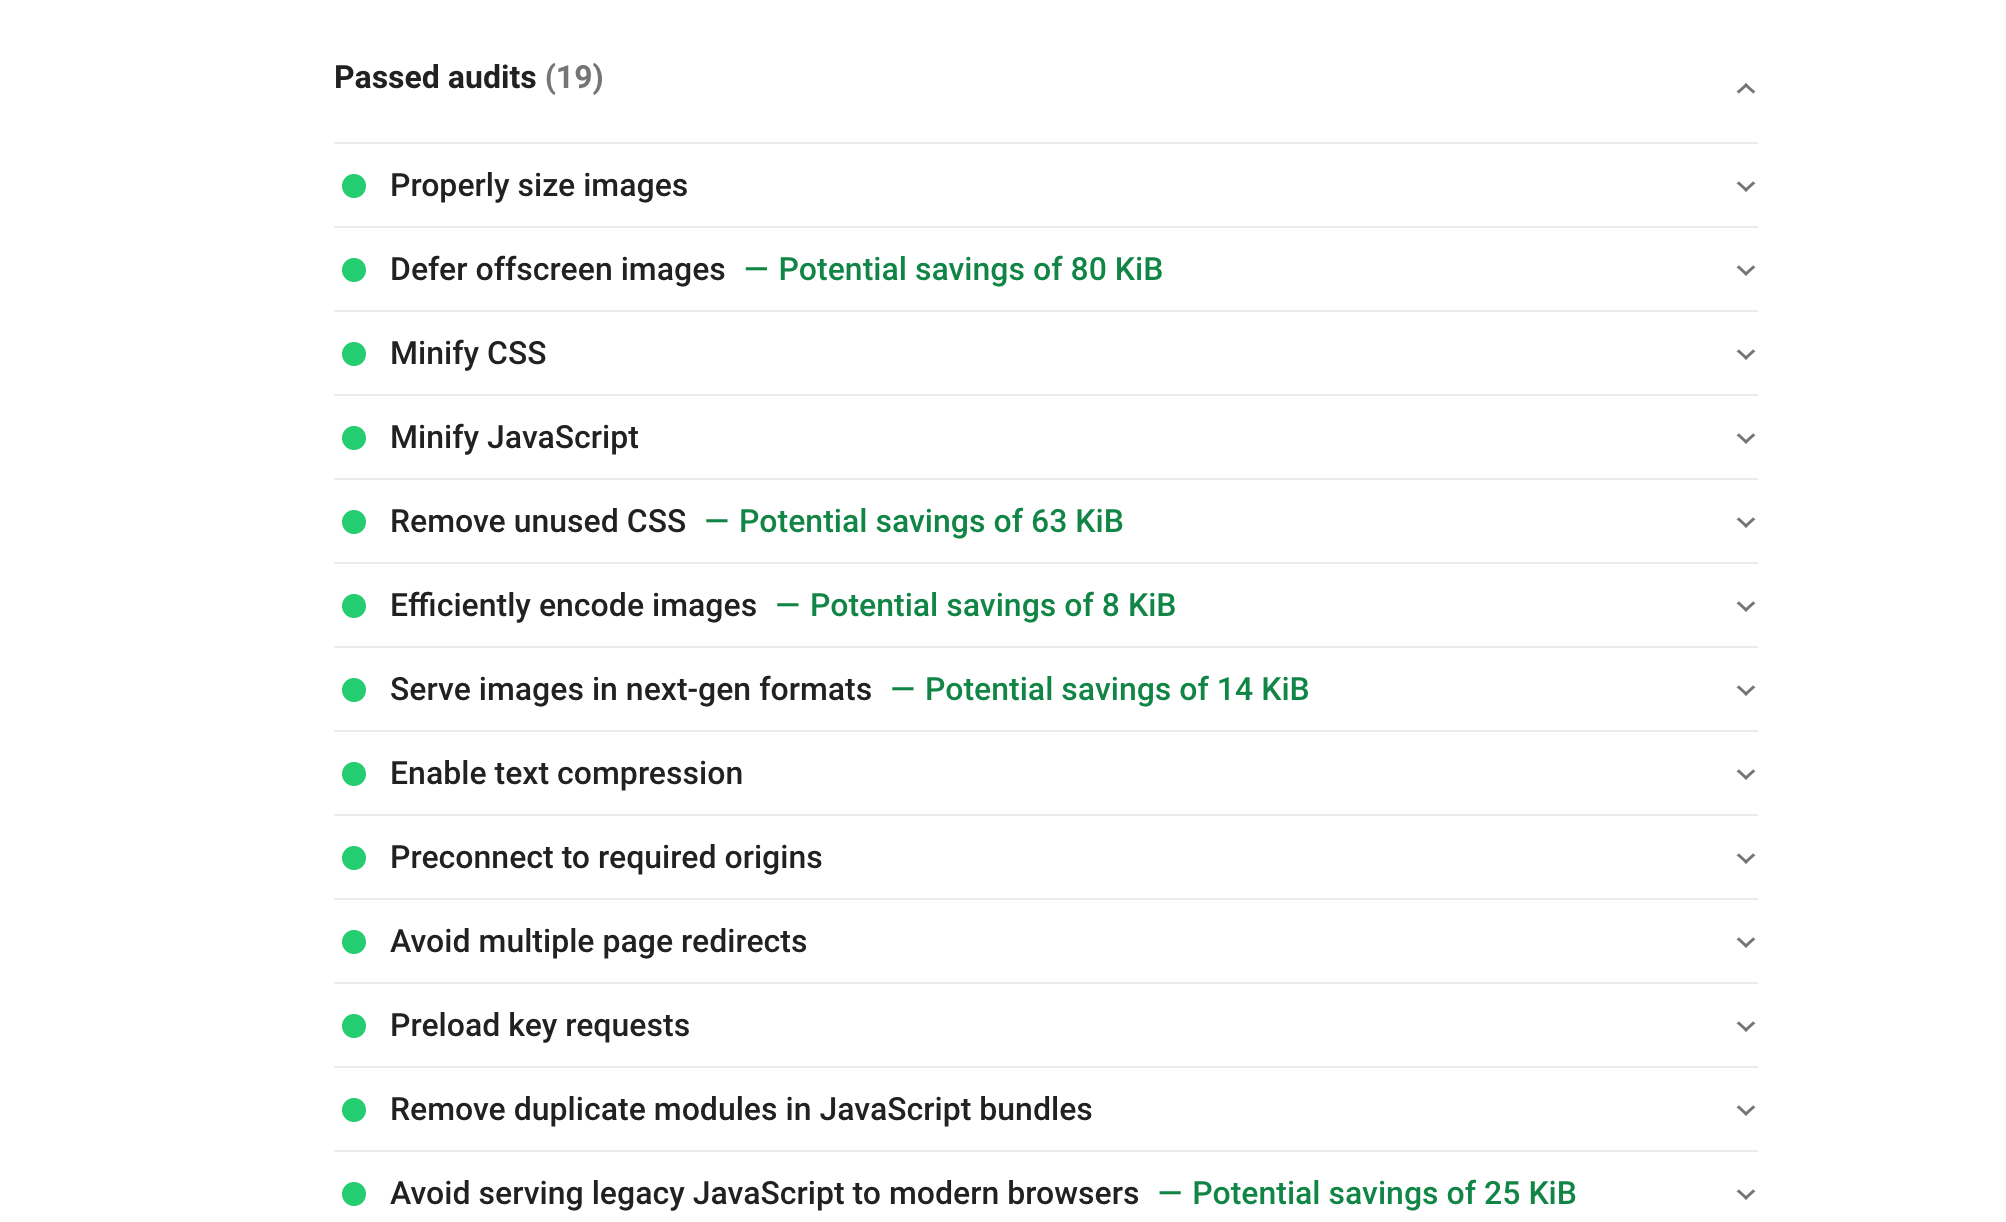 Passed audits (19)
Properly size images
Defer offscreen images — Potential savings of 80 KiB
Minify CSS
Minify JavaScript
Remove unused CSS — Potential savings of 63 KiB
Efficiently encode images — Potential savings of 8 KiB
Serve images in next-gen formats — Potential savings of 14 KiB
Enable text compression
Preconnect to required origins
Avoid multiple page redirects
Preload key requests
Remove duplicate modules in JavaScript bundles
Avoid serving legacy JavaScript to modern browsers — Potential savings of 25 KiB